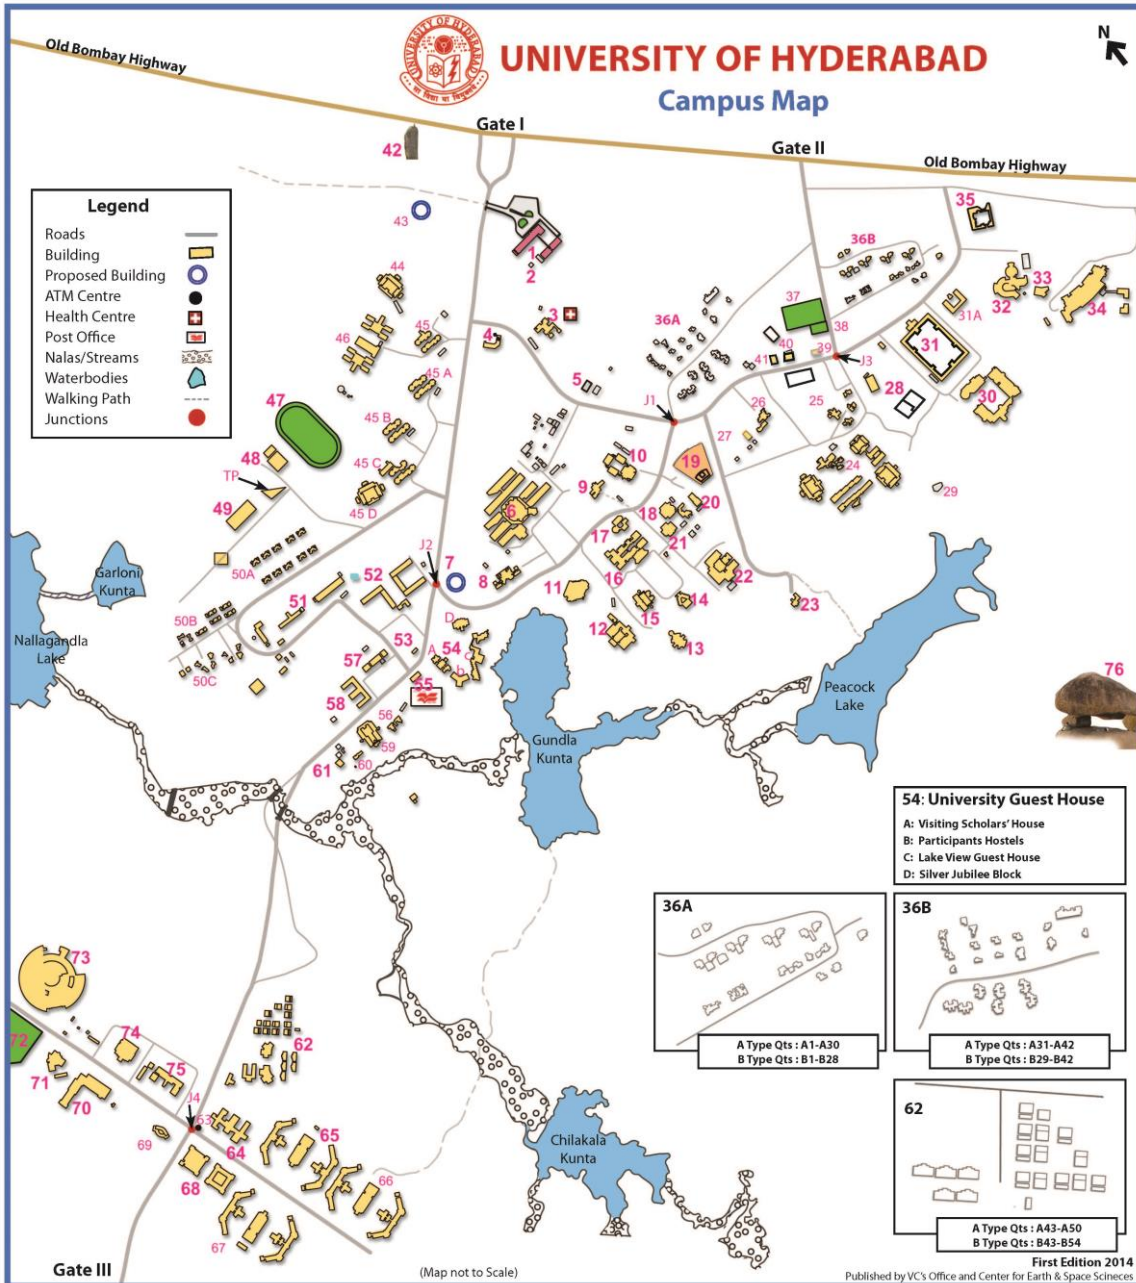 UNIVERSITY OF HYDERABAD
Campus Map
UNIVERSITY OF HYDERABAD
N
Old Bombay Highway
Gate I
Gate II
Old Bombay Highway
Legend
Roads
Building
Proposed Building
ATM Centre
Health Centre
Post Office
Nalas/Streams
Waterbodies
Walking Path
Junctions
42
43
44
46
45
45 A
45 B
45 C
45 D
47
48
TP
49
50A
50B
50C
51
52
1
2
3
4
5
36A
36B
35
37
38
39
40
41
J3
J1
31A
31
32
33
34
30
28
25
26
27
24
29
10
9
19
20
18
21
17
16
6
22
23
J2
7
8
11
12
15
14
13
D
A
54
C
b
53
55
57
58
56
59
60
61
Garloni
Kunta
Nallagandla
Lake
Gundla
Kunta
Peacock
Lake
76
54: University Guest House
A: Visiting Scholars' House
B: Participants Hostels
C: Lake View Guest House
D: Silver Jubilee Block
36A
A Type Qts : A1-A30
B Type Qts : B1-B28
36B
A Type Qts : A31-A42
B Type Qts : B29-B42
62
A Type Qts : A43-A50
B Type Qts : B43-B54
73
72
74
71
75
70
J4
63
69
62
64
65
66
68
67
Chilakala
Kunta
Gate III
(Map not to Scale)
First Edition 2014
Published by VC's Office and Center for Earth & Space Scineces